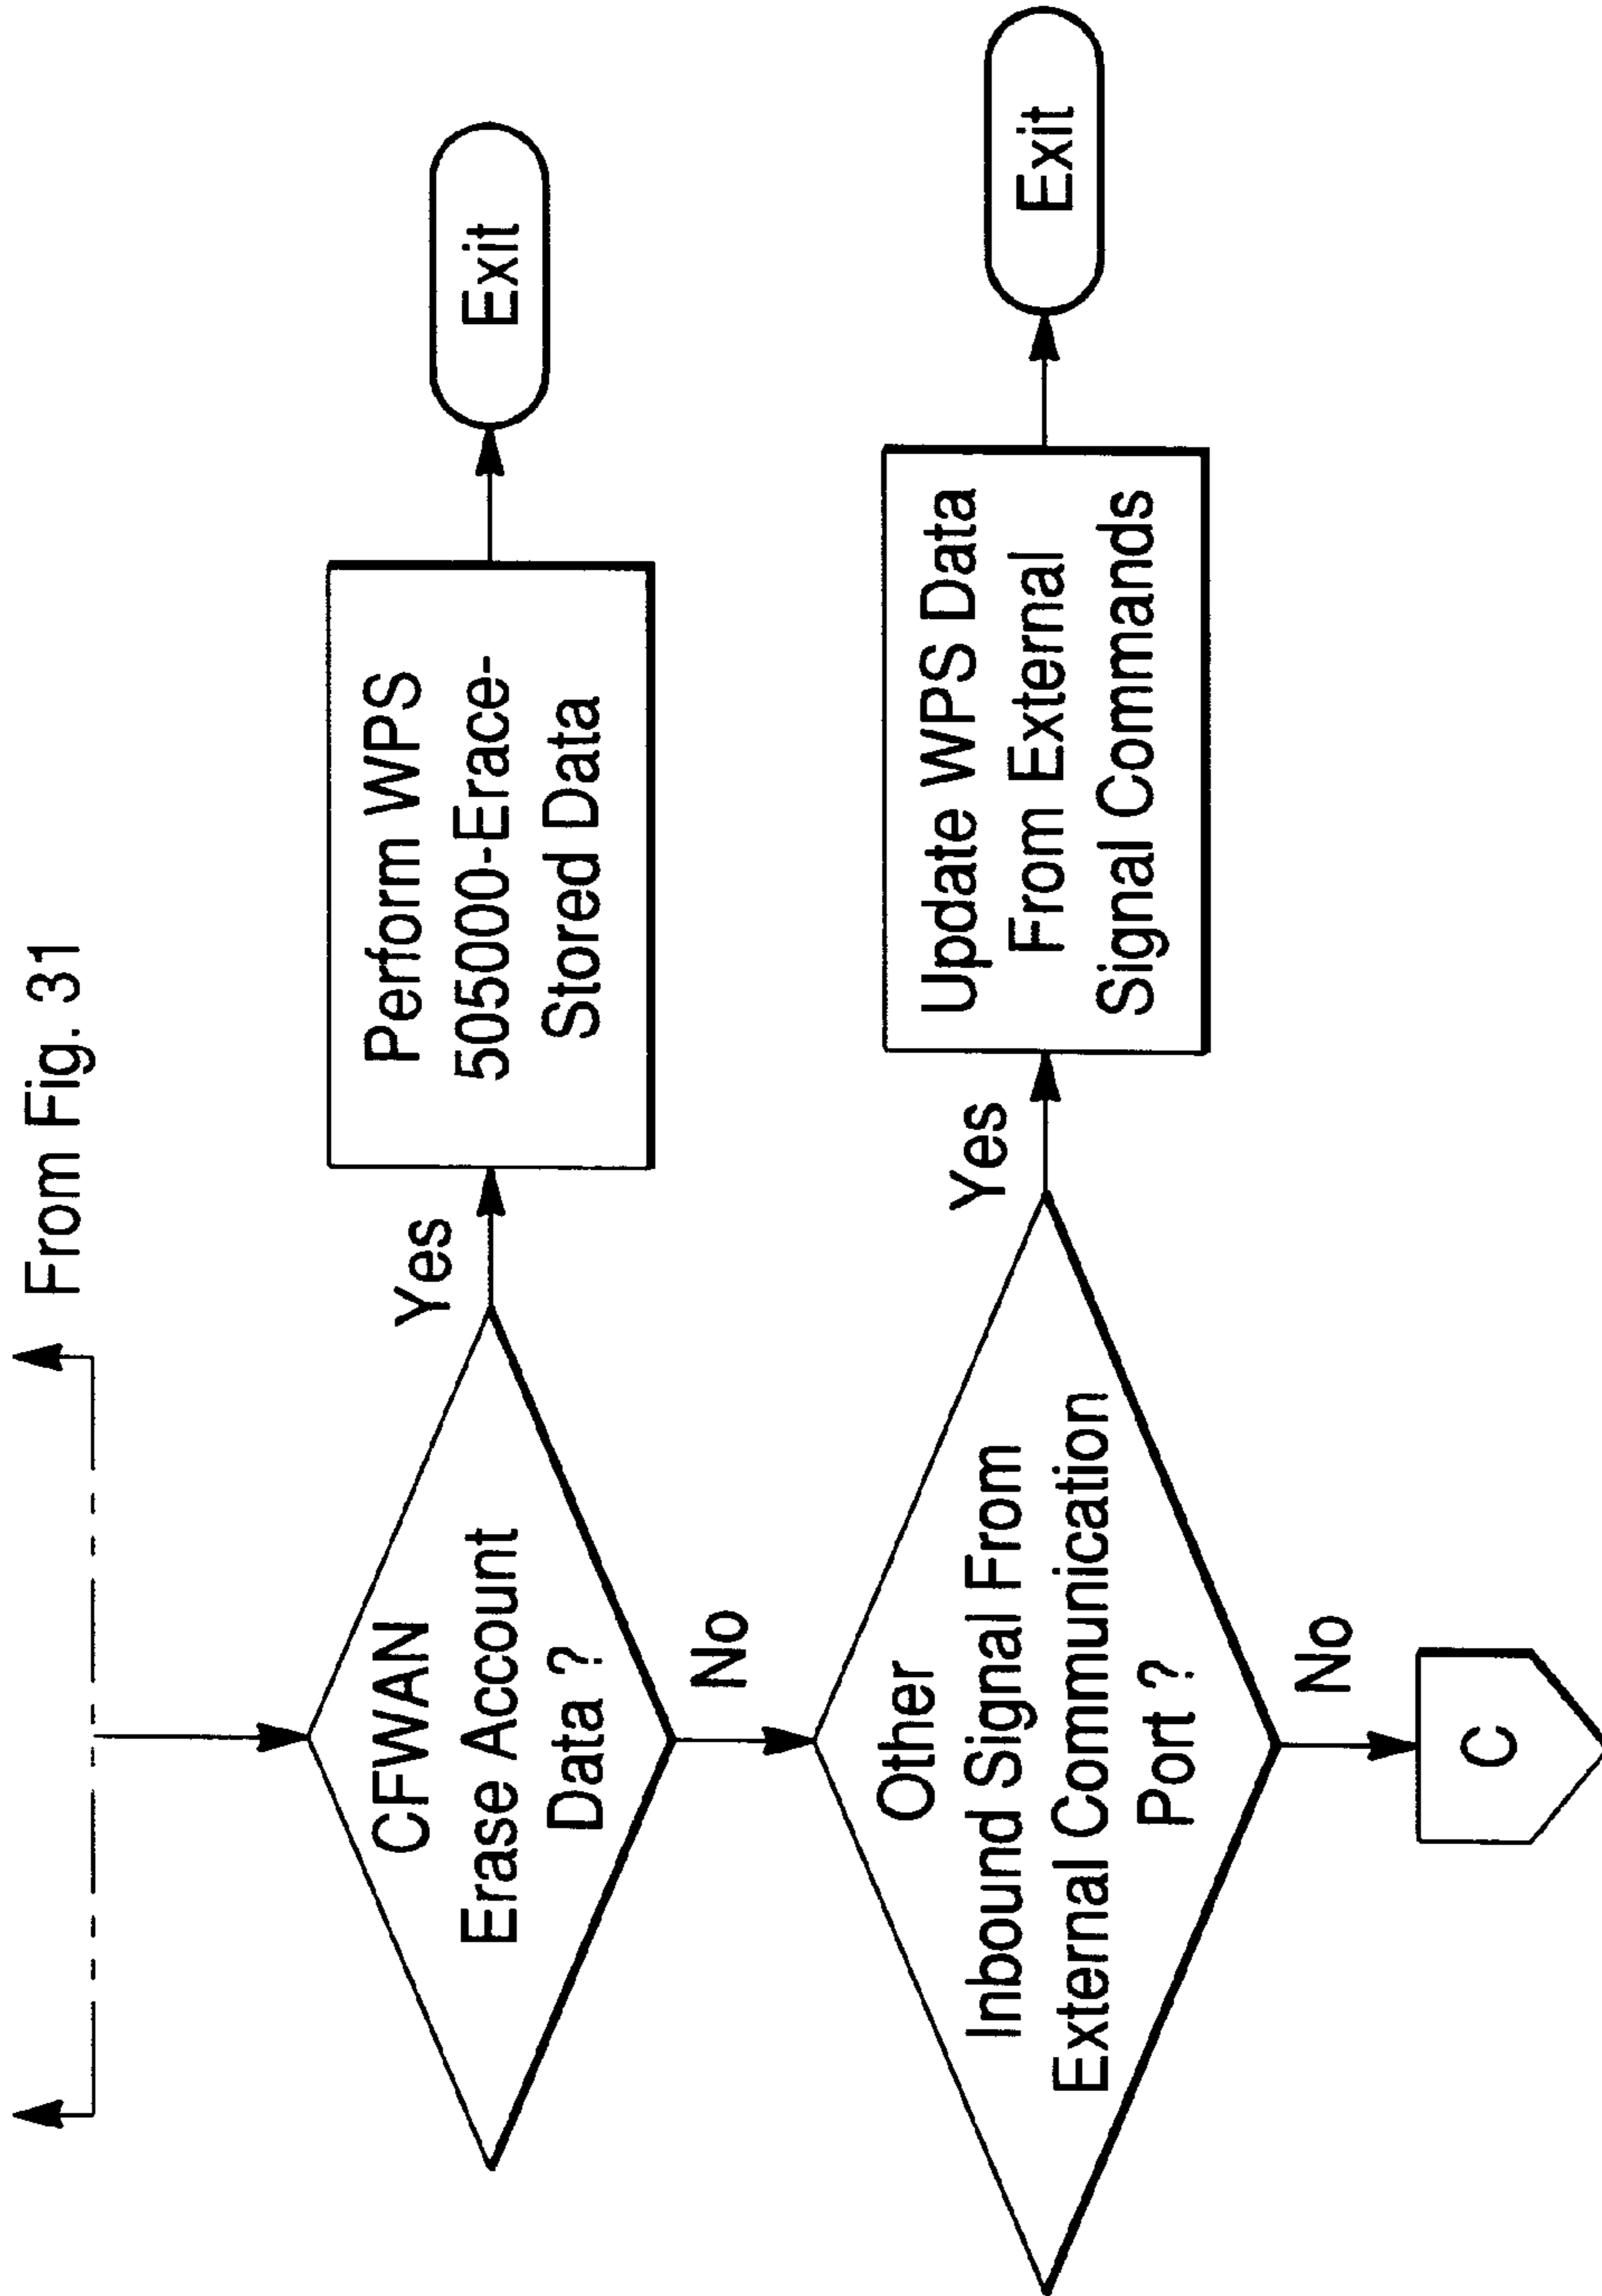 From Fig. 31
CFWAN
Erase Account
Data ?
Yes
Perform WPS
505000-Erace-
Stored Data
Exit
No
Other
Inbound Signal From
External Communication
Port ?
Yes
Update WPS Data
From External
Signal Commands
Exit
No
C